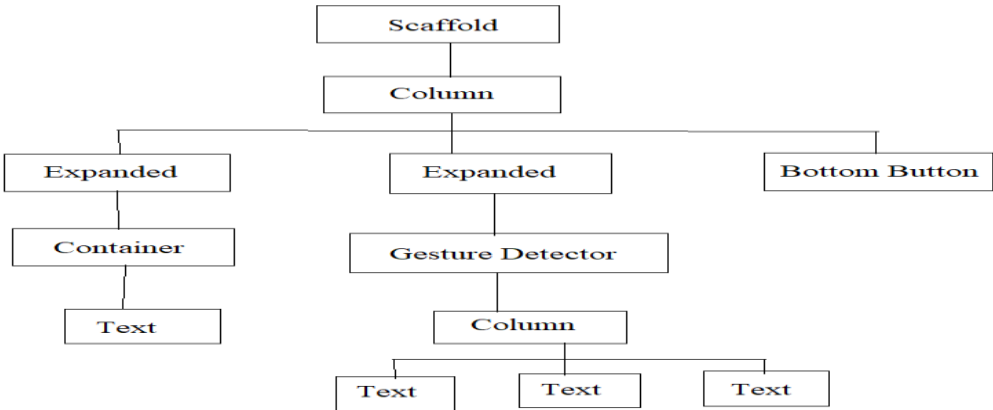 Scaffold
Column
Expanded
Expanded
Bottom Button
Container
Gesture Detector
Text
Column
Text
Text
Text